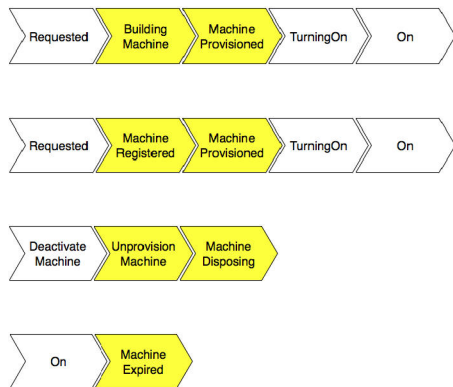 Requested
Building
Machine
Machine
Provisioned
TurningOn
On
Requested
Machine
Registered
Machine
Provisioned
TurningOn
On
Deactivate
Machine
Unprovision
Machine
Machine
Disposing
On
Machine
Expired